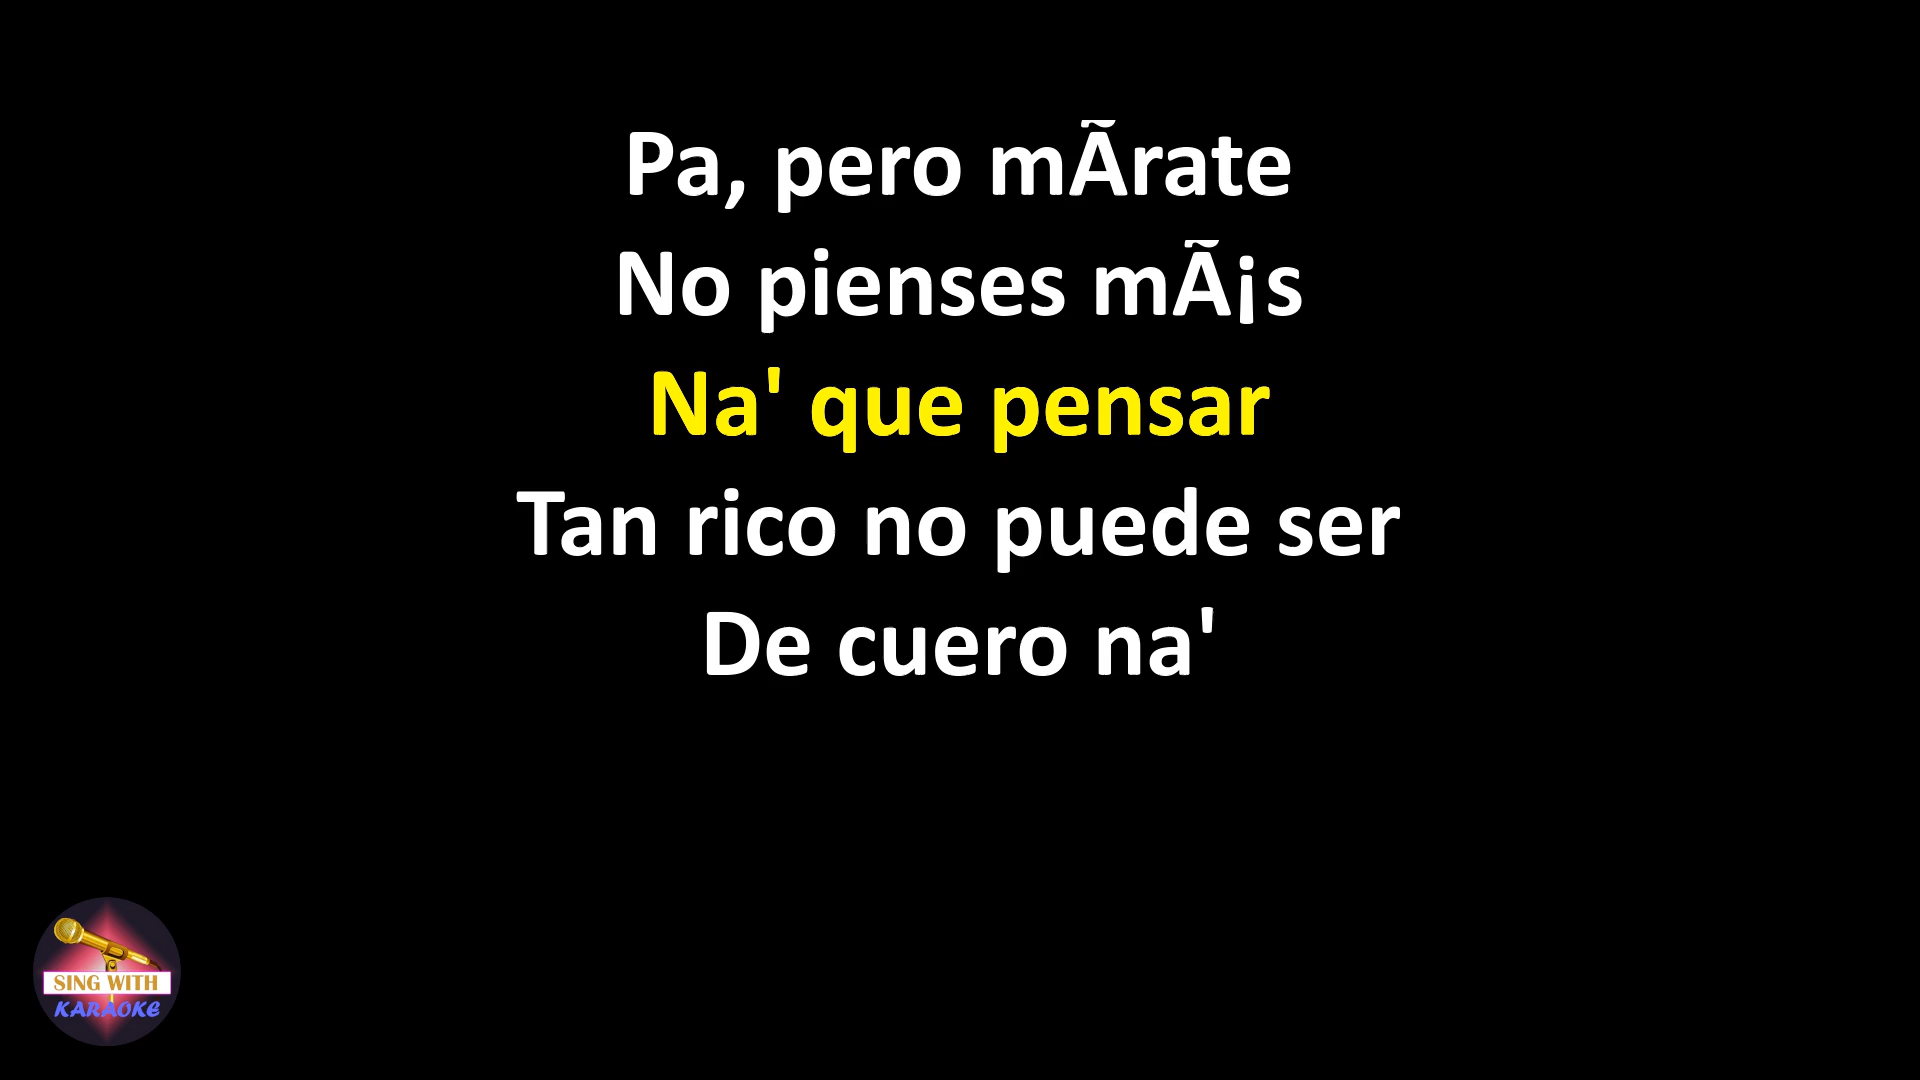 Pa, pero mÃrate
No pienses mÃ¡s
Na' que pensar
Tan rico no puede ser
De cuero na'
SING WITH
KARAOKE